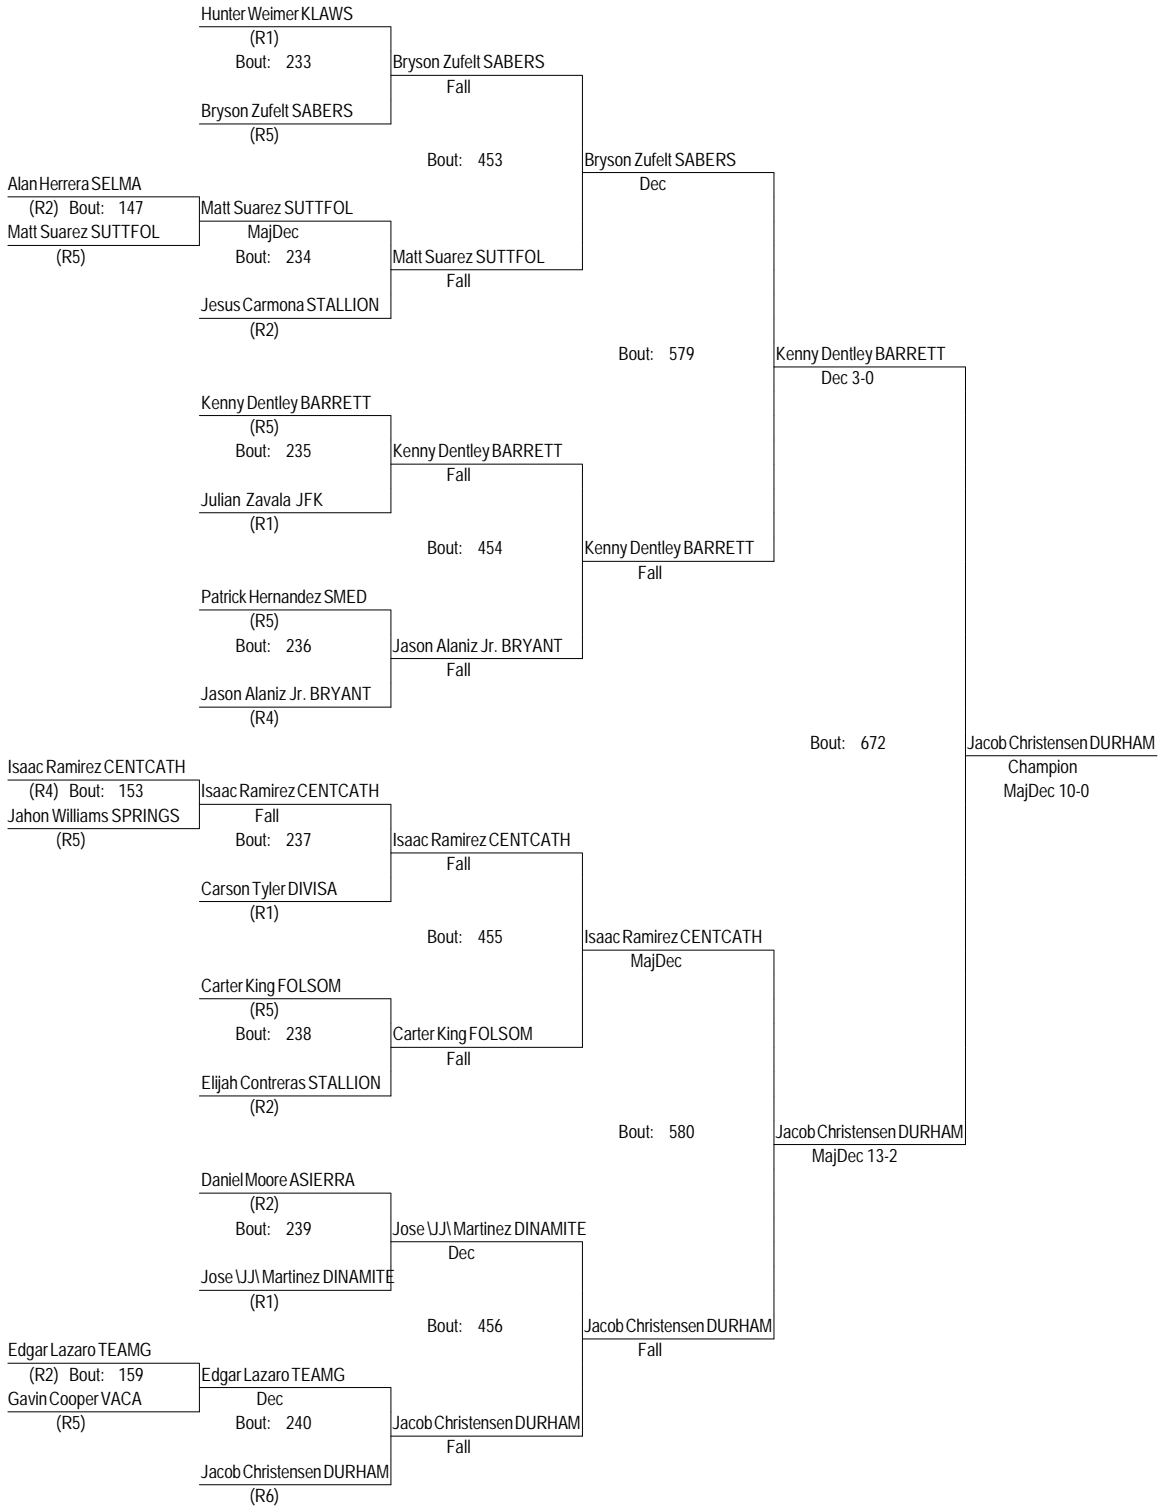 Hunter Weimer KLAWS
(R1)
Bout: 233
Bryson Zufelt SABERS
Fall
Bryson Zufelt SABERS
(R5)
Bout: 453
Bryson Zufelt SABERS
Dec
Alan Herrera SELMA
(R2) Bout: 147
Matt Suarez SUTTFOL
Matt Suarez SUTTFOL
MajDec
(R5)
Bout: 234
Matt Suarez SUTTFOL
Fall
Jesus Carmona STALLION
(R2)
Bout: 579
Kenny Dentley BARRETT
Dec 3-0
Kenny Dentley BARRETT
(R5)
Bout: 235
Kenny Dentley BARRETT
Fall
Julian Zavala JFK
(R1)
Bout: 454
Kenny Dentley BARRETT
Fall
Patrick Hernandez SMED
(R5)
Bout: 236
Jason Alaniz Jr. BRYANT
Fall
Jason Alaniz Jr. BRYANT
(R4)
Bout: 672
Jacob Christensen DURHAM
Champion
MajDec 10-0
Isaac Ramirez CENTCATH
(R4) Bout: 153
Isaac Ramirez CENTCATH
Jahon Williams SPRINGS
Fall
(R5)
Bout: 237
Isaac Ramirez CENTCATH
Fall
Carson Tyler DIVISA
(R1)
Bout: 455
Isaac Ramirez CENTCATH
MajDec
Carter King FOLSOM
(R5)
Bout: 238
Carter King FOLSOM
Fall
Elijah Contreras STALLION
(R2)
Bout: 580
Jacob Christensen DURHAM
MajDec 13-2
Daniel Moore ASIERRA
(R2)
Bout: 239
Jose \JJ\ Martinez DINAMITE
Dec
Jose \JJ\ Martinez DINAMITE
(R1)
Bout: 456
Jacob Christensen DURHAM
Fall
Edgar Lazaro TEAMG
(R2) Bout: 159
Edgar Lazaro TEAMG
Gavin Cooper VACA
Dec
(R5)
Bout: 240
Jacob Christensen DURHAM
Fall
Jacob Christensen DURHAM
(R6)